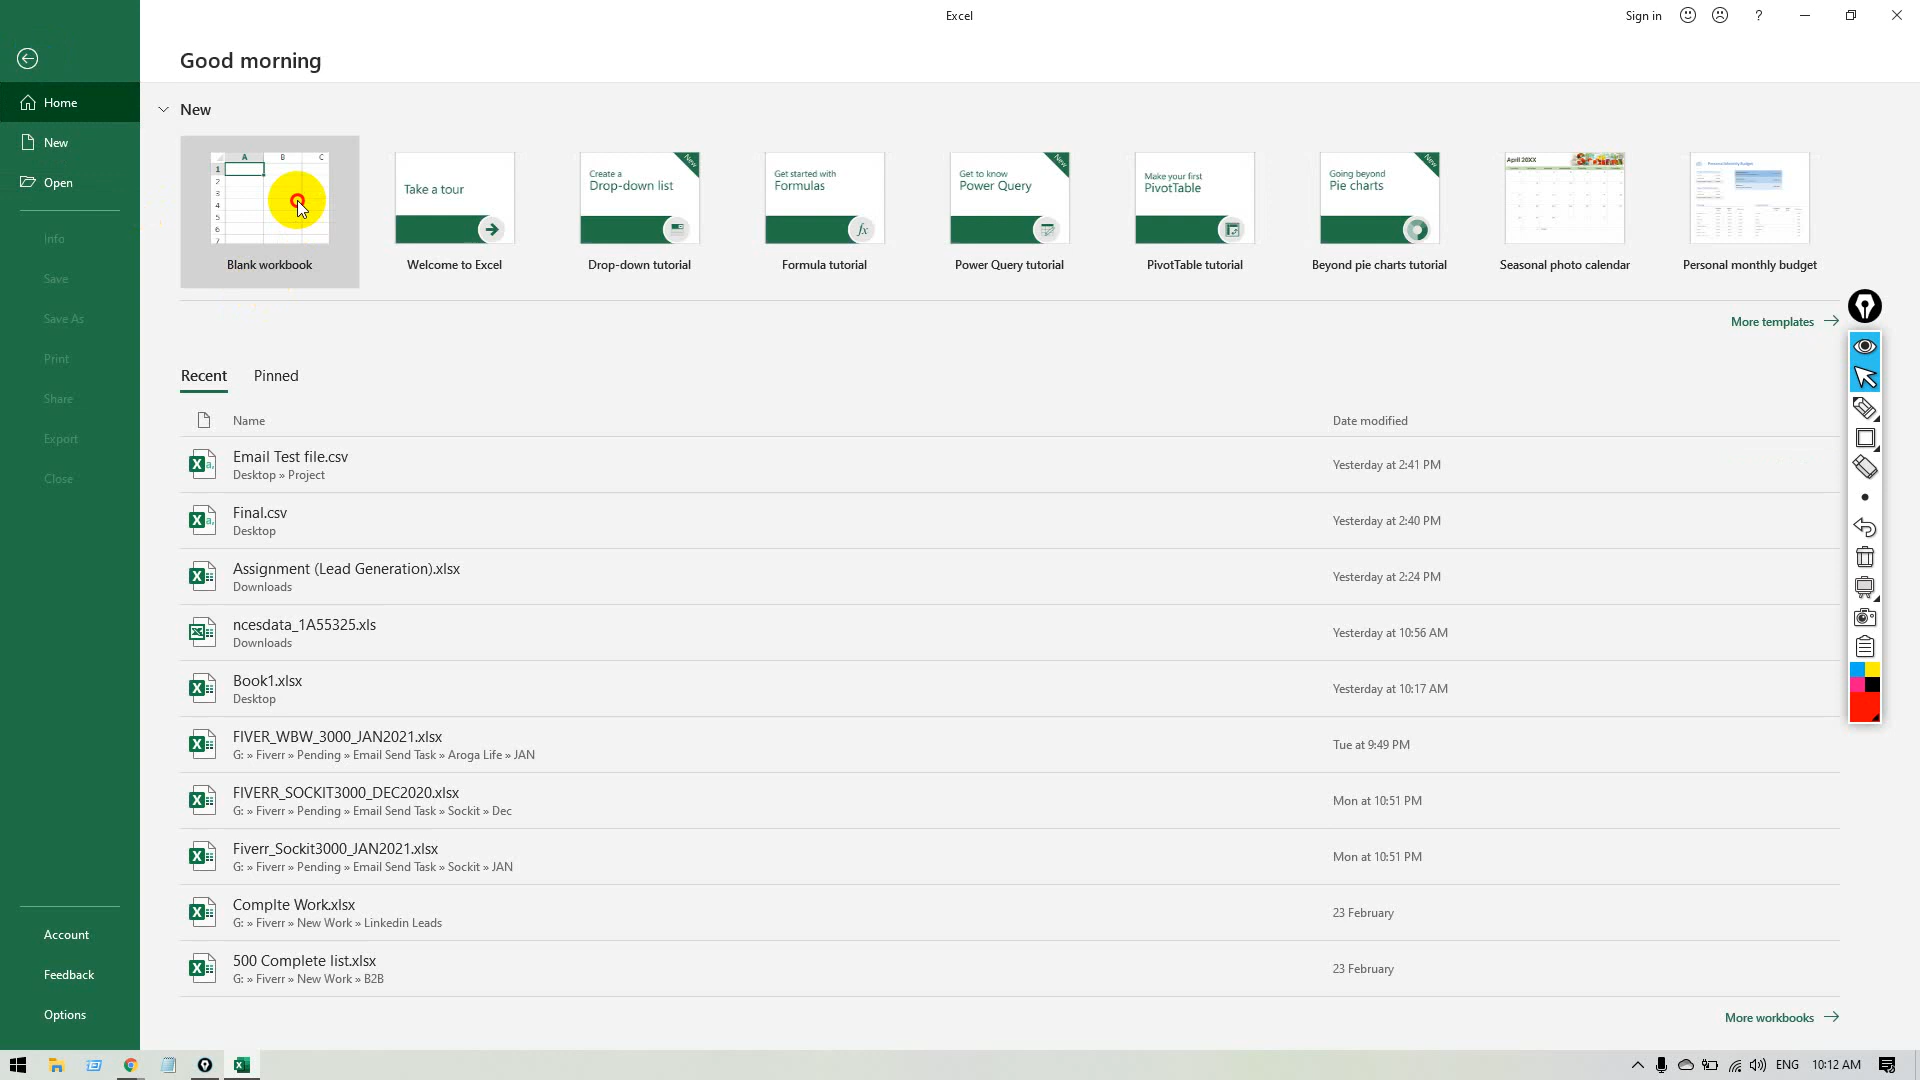 Excel
Sign in
?
Good morning
Home
New
Open
Info
Save
Save As
Print
Share
Export
Close
Account
Feedback
Options
New
A B C
1
2
3
4
5
6
7
Blank workbook
Take a tour
Welcome to Excel
New
Create a
Drop-down list
Drop-down tutorial
Get started with
Formulas
fx
Formula tutorial
New
Get to know
Power Query
Power Query tutorial
Make your first
PivotTable
PivotTable tutorial
New
Going beyond
Pie charts
Beyond pie charts tutorial
April 20XX
Seasonal photo calendar
Personal Monthly Budget
Personal monthly budget
More templates
Recent Pinned
Name Date modified
Email Test file.csv
Desktop » Project
Yesterday at 2:41 PM
Final.csv
Desktop
Yesterday at 2:40 PM
Assignment (Lead Generation).xlsx
Downloads
Yesterday at 2:24 PM
ncesdata_1A55325.xls
Downloads
Yesterday at 10:56 AM
Book1.xlsx
Desktop
Yesterday at 10:17 AM
FIVER_WBW_3000_JAN2021.xlsx
G: » Fiverr » Pending » Email Send Task » Aroga Life » JAN
Tue at 9:49 PM
FIVERR_SOCKIT3000_DEC2020.xlsx
G: » Fiverr » Pending » Email Send Task » Sockit » Dec
Mon at 10:51 PM
Fiverr_Sockit3000_JAN2021.xlsx
G: » Fiverr » Pending » Email Send Task » Sockit » JAN
Mon at 10:51 PM
Complte Work.xlsx
G: » Fiverr » New Work » Linkedin Leads
23 February
500 Complete list.xlsx
G: » Fiverr » New Work » B2B
23 February
More workbooks
ENG 10:12 AM